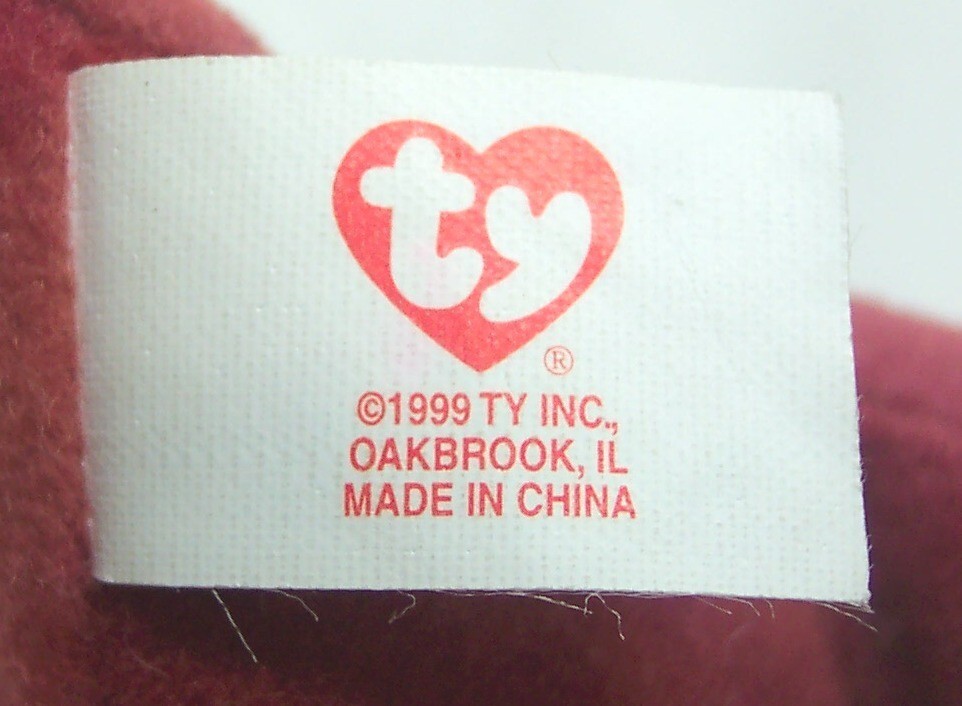 ty
®
©1999 TY INC.,
OAKBROOK, IL
MADE IN CHINA